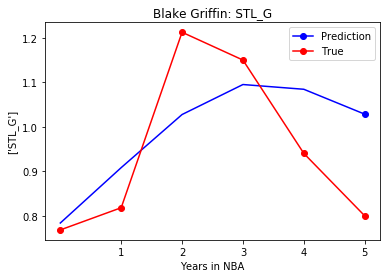 Blake Griffin: STL_G
Prediction
True
1.2
1.1
1.0
0.9
0.8
['STL_G']
1 2 3 4 5
Years in NBA